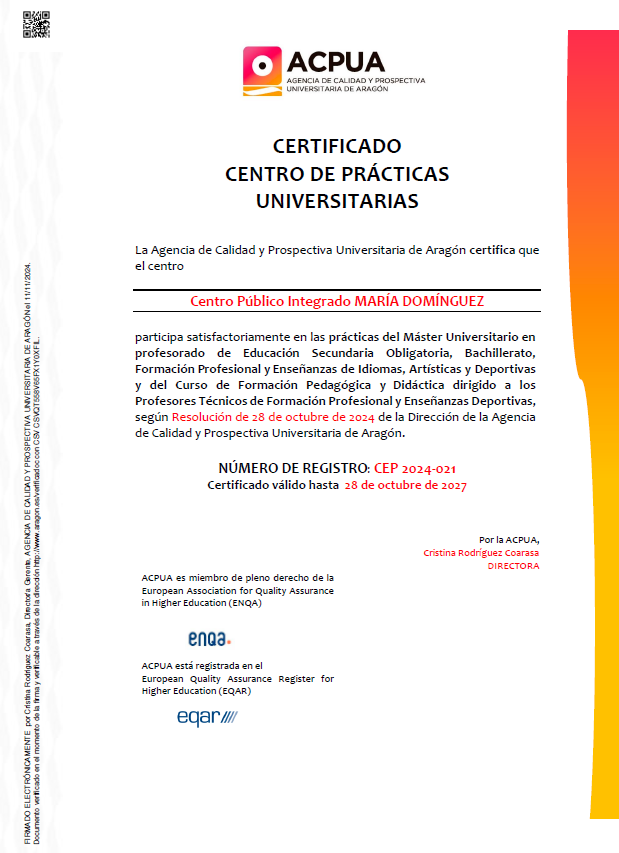 ACPUA
AGENCIA DE CALIDAD Y PROSPECTIVA
UNIVERSITARIA DE ARAGÓN
CERTIFICADO
CENTRO DE PRÁCTICAS
UNIVERSITARIAS
La Agencia de Calidad y Prospectiva Universitaria de Aragón certifica que
el centro
Centro Público Integrado MARÍA DOMÍNGUEZ
participa satisfactoriamente en las prácticas del Máster Universitario en
profesorado de Educación Secundaria Obligatoria, Bachillerato,
Formación Profesional y Enseñanzas de Idiomas, Artísticas y Deportivas
y del Curso de Formación Pedagógica y Didáctica dirigido a los
Profesores Técnicos de Formación Profesional y Enseñanzas Deportivas,
según Resolución de 28 de octubre de 2024 de la Dirección de la Agencia
de Calidad y Prospectiva Universitaria de Aragón.
NÚMERO DE REGISTRO: CEP 2024-021
Certificado válido hasta 28 de octubre de 2027
Por la ACPUA,
Cristina Rodríguez Coarasa
DIRECTORA
ACPUA es miembro de pleno derecho de la
European Association for Quality Assurance
in Higher Education (ENQA)
enqa.
ACPUA está registrada en el
European Quality Assurance Register for
Higher Education (EQAR)
eqar
FIRMADO ELECTRÓNICAMENTE por Cristina Rodríguez Coarasa, Directora Gerente, AGENCIA DE CALIDAD Y PROSPECTIVA UNIVERSITARIA DE ARAGÓN el 11/11/2024.
Documento verificado en el momento de la firma y verificable a través de la dirección http://www.aragon.es/verificadoc con CSV